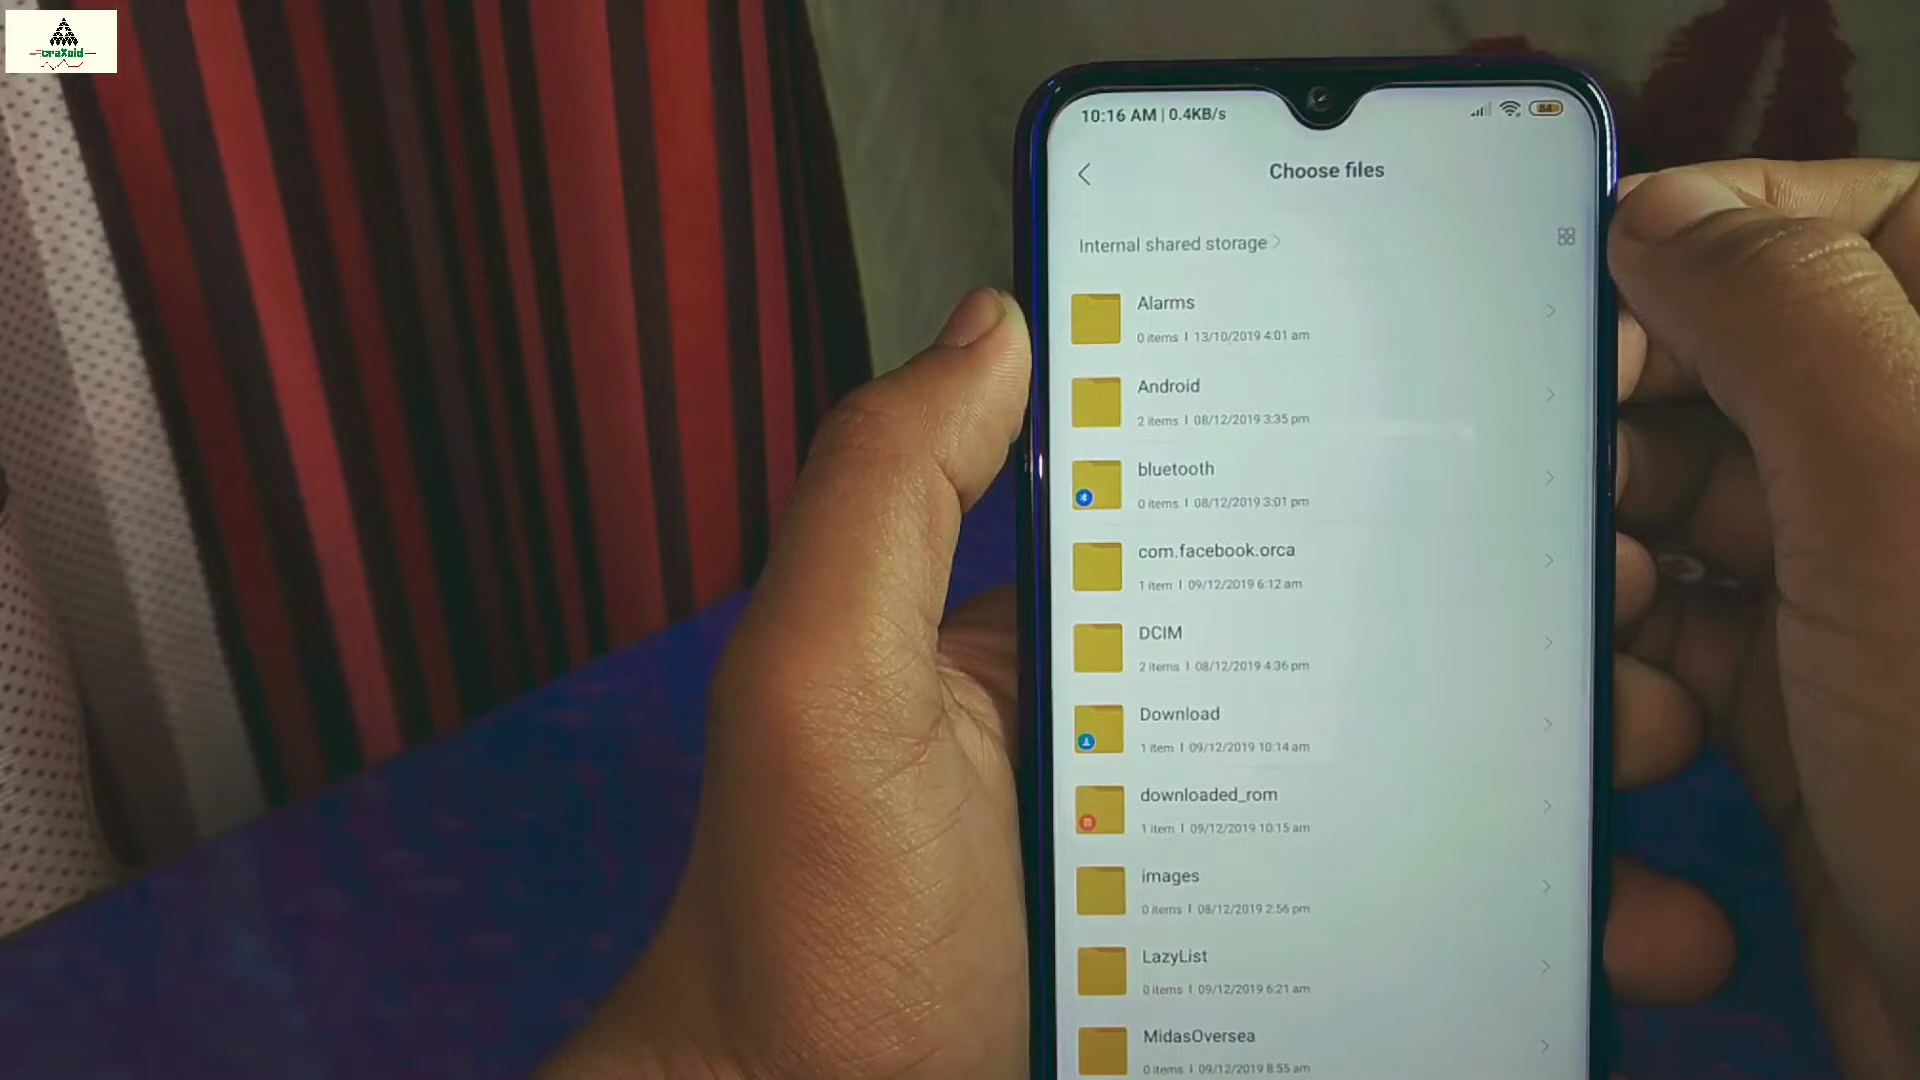 craXoid
10:16 AM | 0.4KB/s
84
Choose files
Internal shared storage
Alarms
0 items | 13/10/2019 4:01 am
Android
2 items | 08/12/2019 3:35 pm
bluetooth
0 items | 08/12/2019 3:01 pm
com.facebook.orca
1 item | 09/12/2019 6:12 am
DCIM
2 items | 08/12/2019 4:36 pm
Download
1 item | 09/12/2019 10:14 am
downloaded_rom
1 item | 09/12/2019 10:15 am
images
0 items | 08/12/2019 2:56 pm
LazyList
0 items | 09/12/2019 6:21 am
MidasOversea
0 items | 09/12/2019 8:55 am